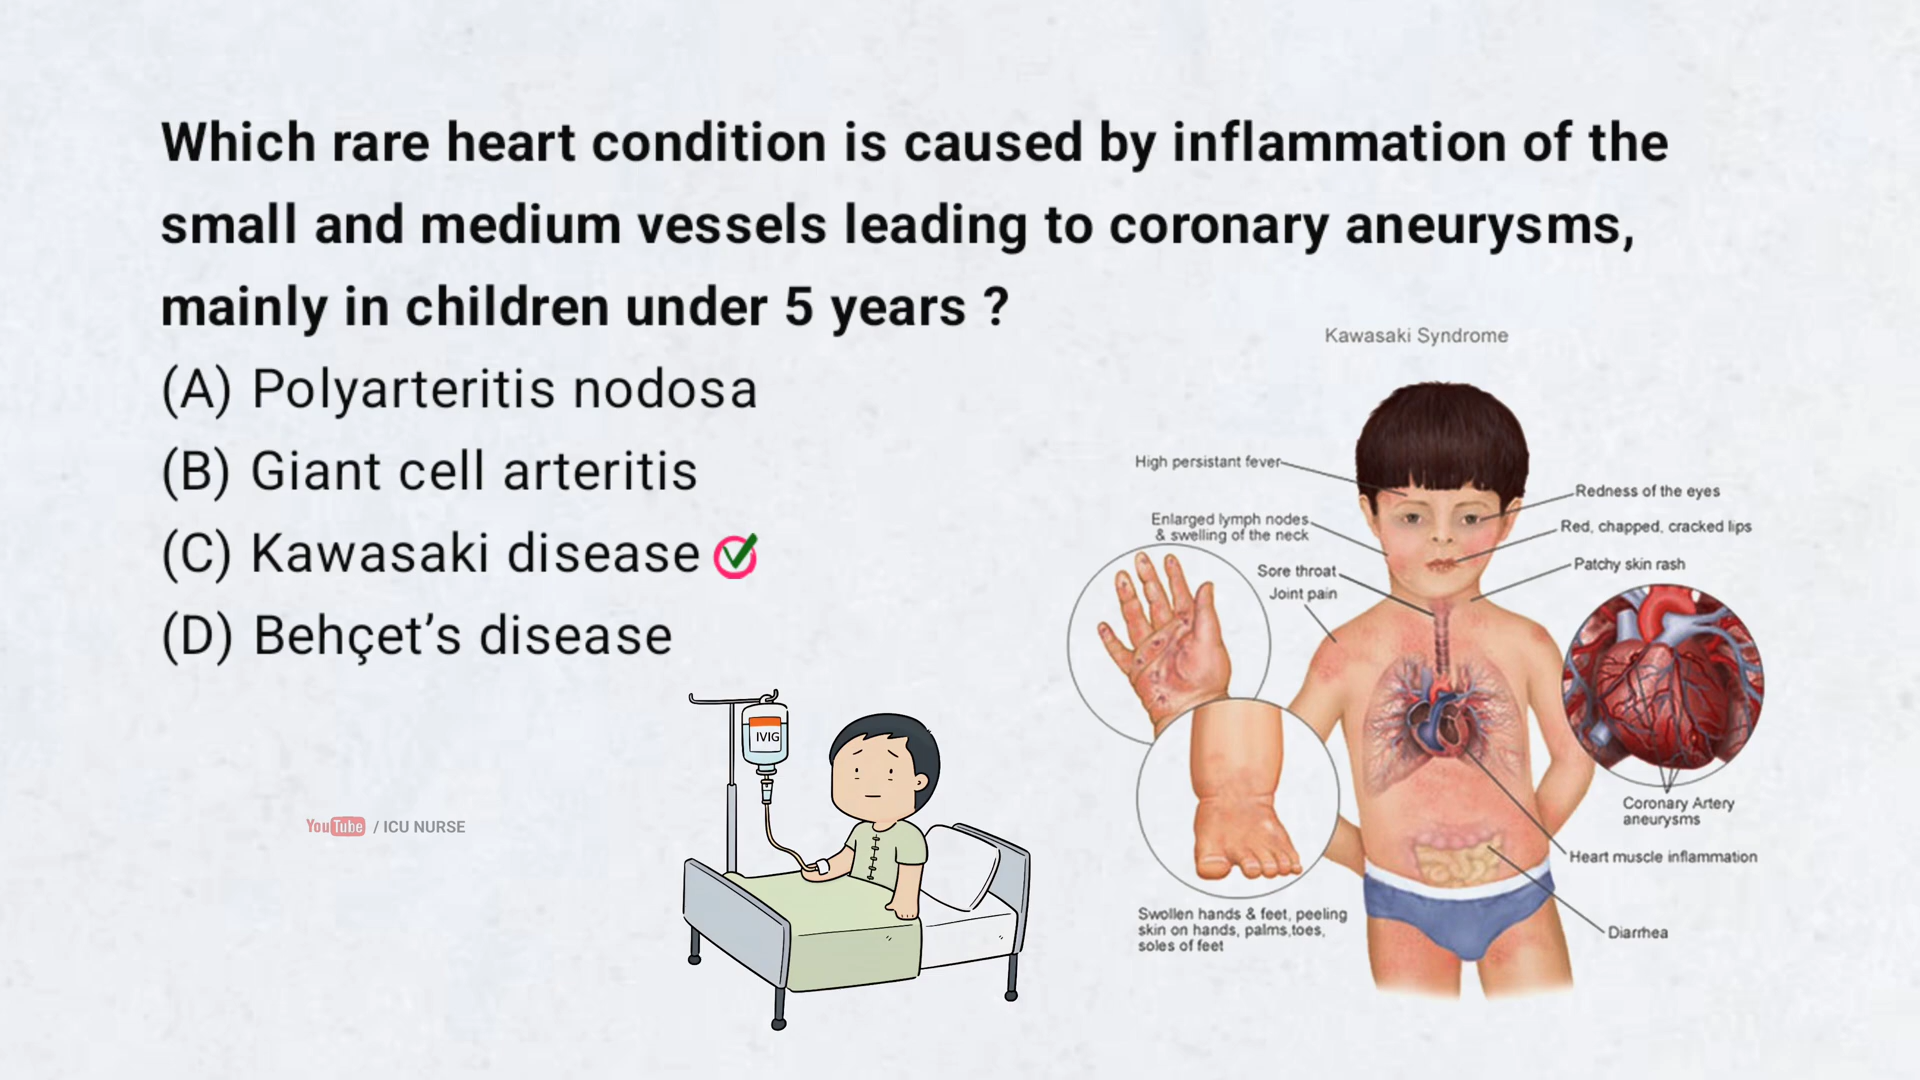 Which rare heart condition is caused by inflammation of the
small and medium vessels leading to coronary aneurysms,
mainly in children under 5 years ?
(A) Polyarteritis nodosa
(B) Giant cell arteritis
(C) Kawasaki disease
(D) Behçet’s disease
Kawasaki Syndrome
High persistant fever
Enlarged lymph nodes
& swelling of the neck
Sore throat
Joint pain
Redness of the eyes
Red, chapped, cracked lips
Patchy skin rash
Coronary Artery
aneurysms
Heart muscle inflammation
Diarrhea
Swollen hands & feet, peeling
skin on hands, palms,toes,
soles of feet
IVIG
YouTube / ICU NURSE